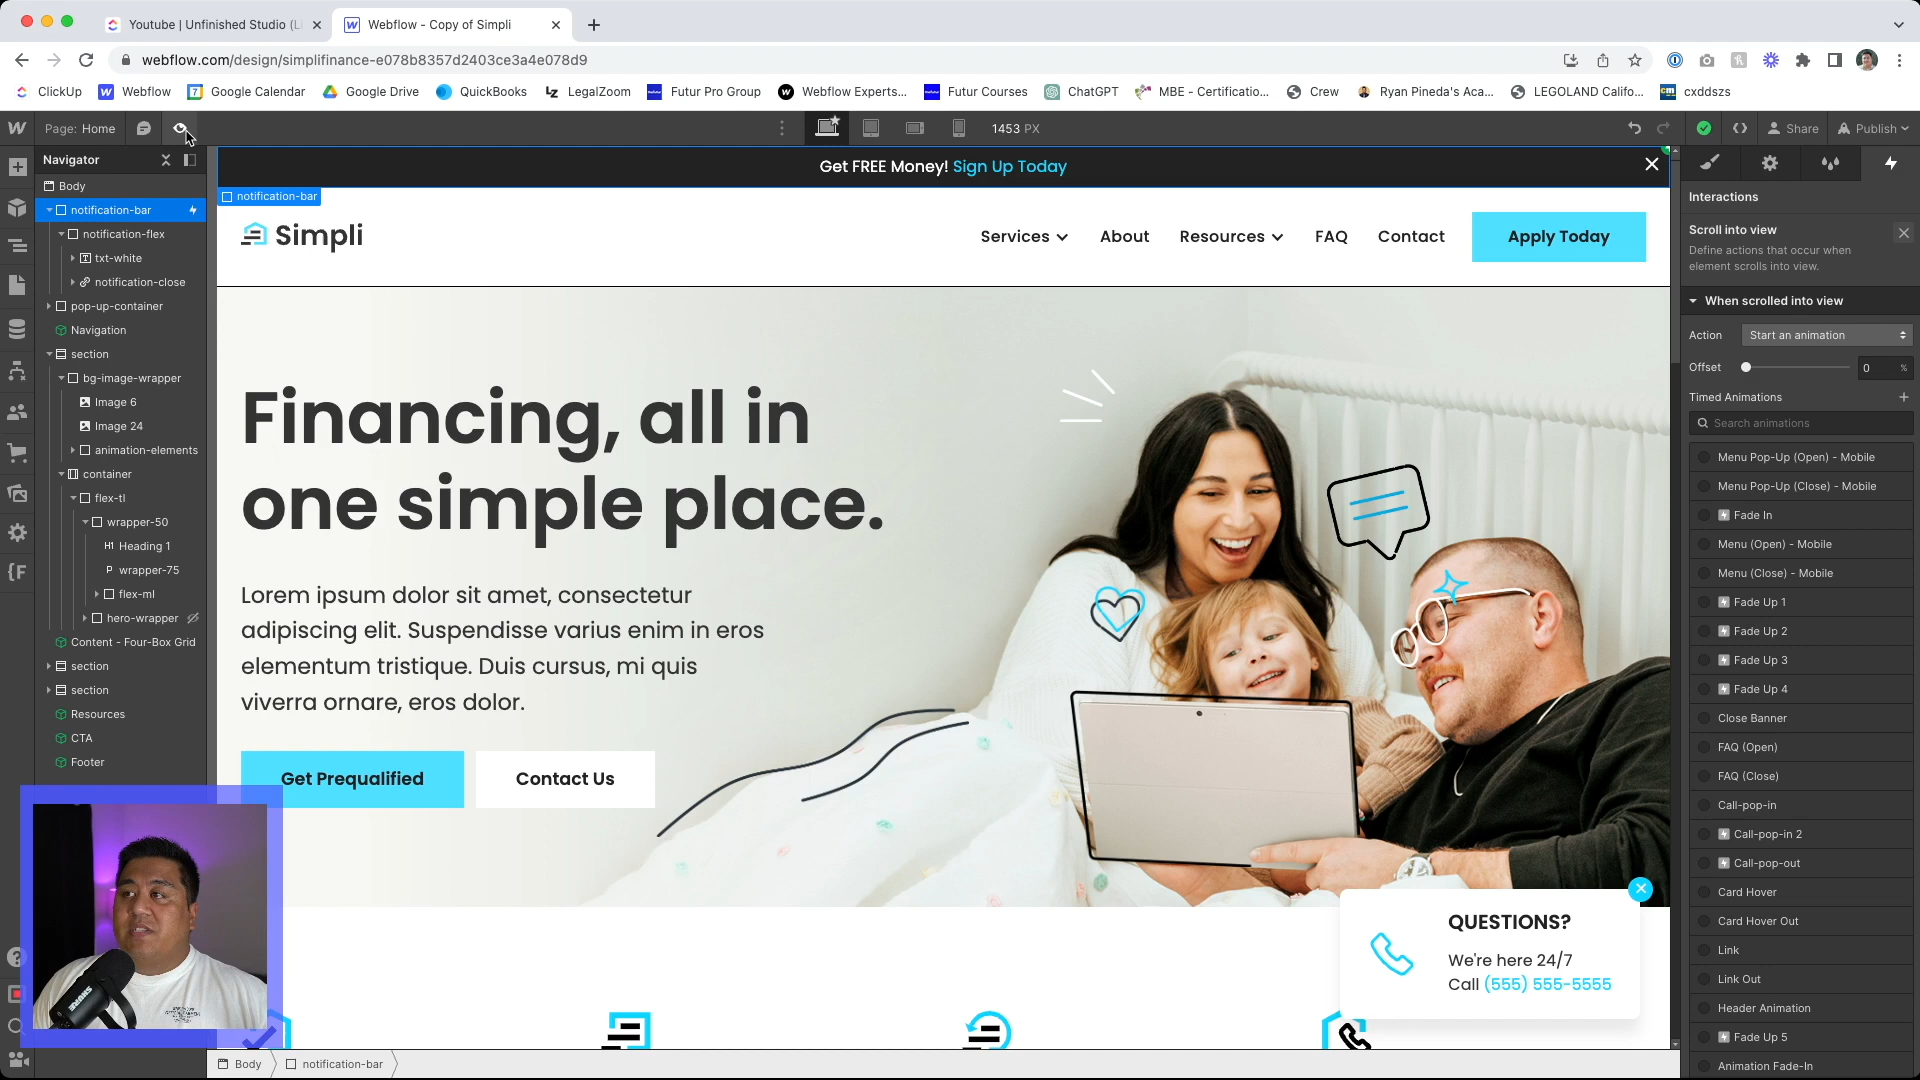 Youtube | Unfinished Studio (Li
Webflow - Copy of Simpli
webflow.com/design/simplifinance-e078b8357d2403ce3a4e078d9
ClickUp
Webflow
Google Calendar
Google Drive
QuickBooks
LegalZoom
Futur Pro Group
Webflow Experts...
Futur Courses
ChatGPT
MBE - Certificatio...
Crew
Ryan Pineda's Aca...
LEGOLAND Califo...
cxddszs
Page: Home
1453 PX
Share
Publish
Navigator
Body
notification-bar
notification-flex
txt-white
notification-close
pop-up-container
Navigation
section
bg-image-wrapper
Image 6
Image 24
animation-elements
container
flex-tl
wrapper-50
H1 Heading 1
P wrapper-75
flex-ml
hero-wrapper
Content - Four-Box Grid
section
section
Resources
CTA
Footer
Get FREE Money! Sign Up Today
notification-bar
Simpli
Services
About
Resources
FAQ
Contact
Apply Today
Financing, all in
one simple place.
Lorem ipsum dolor sit amet, consectetur
adipiscing elit. Suspendisse varius enim in eros
elementum tristique. Duis cursus, mi quis
viverra ornare, eros dolor.
Get Prequalified
Contact Us
QUESTIONS?
We're here 24/7
Call (555) 555-5555
SHURE
Body
notification-bar
Interactions
Scroll into view
Define actions that occur when
element scrolls into view.
When scrolled into view
Action Start an animation
Offset 0 %
Timed Animations
Search animations
Menu Pop-Up (Open) - Mobile
Menu Pop-Up (Close) - Mobile
Fade In
Menu (Open) - Mobile
Menu (Close) - Mobile
Fade Up 1
Fade Up 2
Fade Up 3
Fade Up 4
Close Banner
FAQ (Open)
FAQ (Close)
Call-pop-in
Call-pop-in 2
Call-pop-out
Card Hover
Card Hover Out
Link
Link Out
Header Animation
Fade Up 5
Animation Fade-In